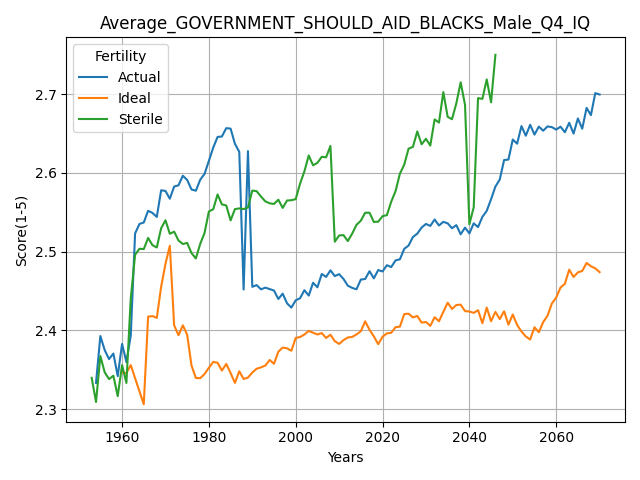 Average_GOVERNMENT_SHOULD_AID_BLACKS_Male_Q4_IQ
Fertility
Actual
Ideal
Sterile
Score(1-5)
2.7
2.6
2.5
2.4
2.3
1960 1980 2000 2020 2040 2060
Years